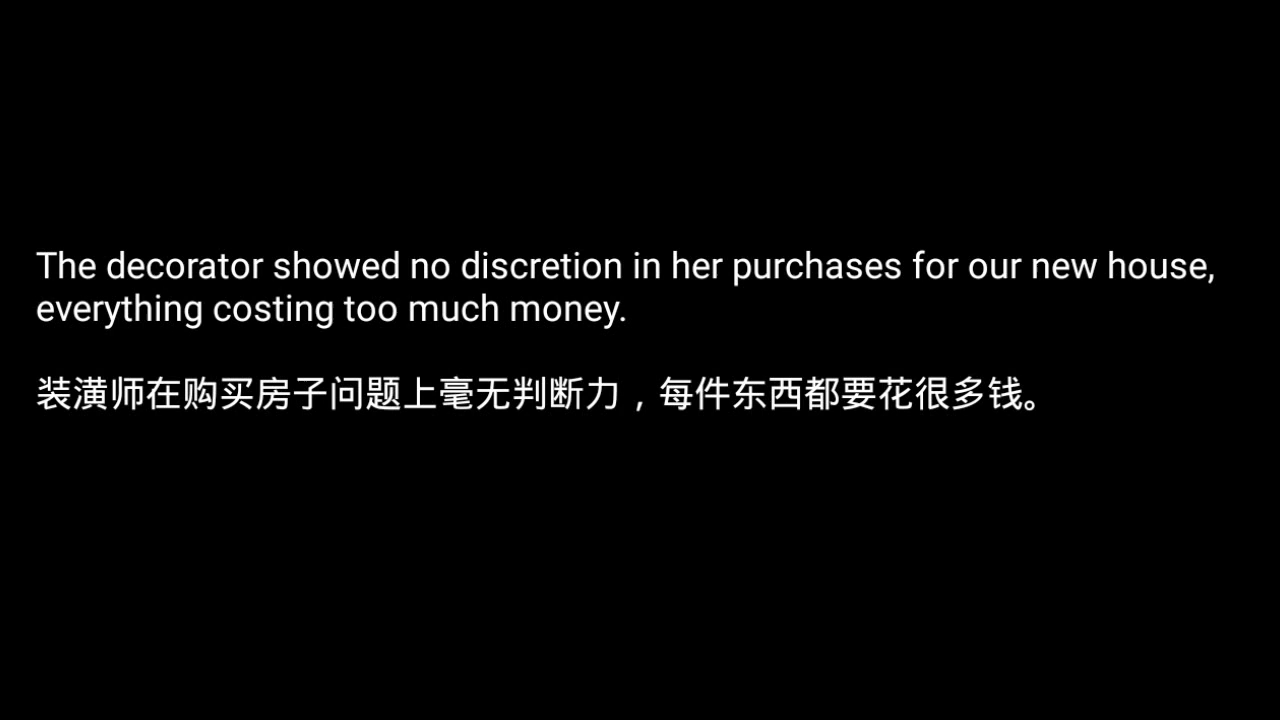 The decorator showed no discretion in her purchases for our new house,
everything costing too much money.
装潢师在购买房子问题上毫无判断力，每件东西都要花很多钱。